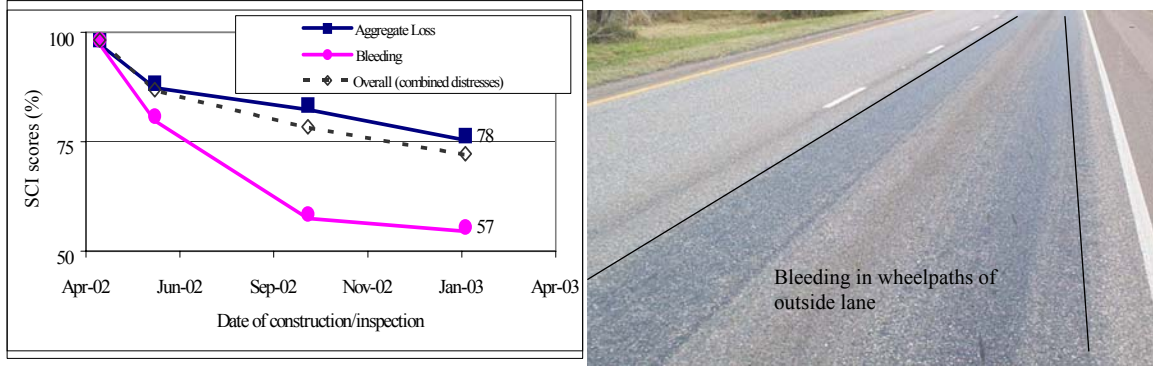 100
75
50
SCI scores (%)
Aggregate Loss
Bleeding
Overall (combined distresses)
78
57
Apr-02 Jun-02 Sep-02 Nov-02 Jan-03 Apr-03
Date of construction/inspection
Bleeding in wheelpaths of
outside lane